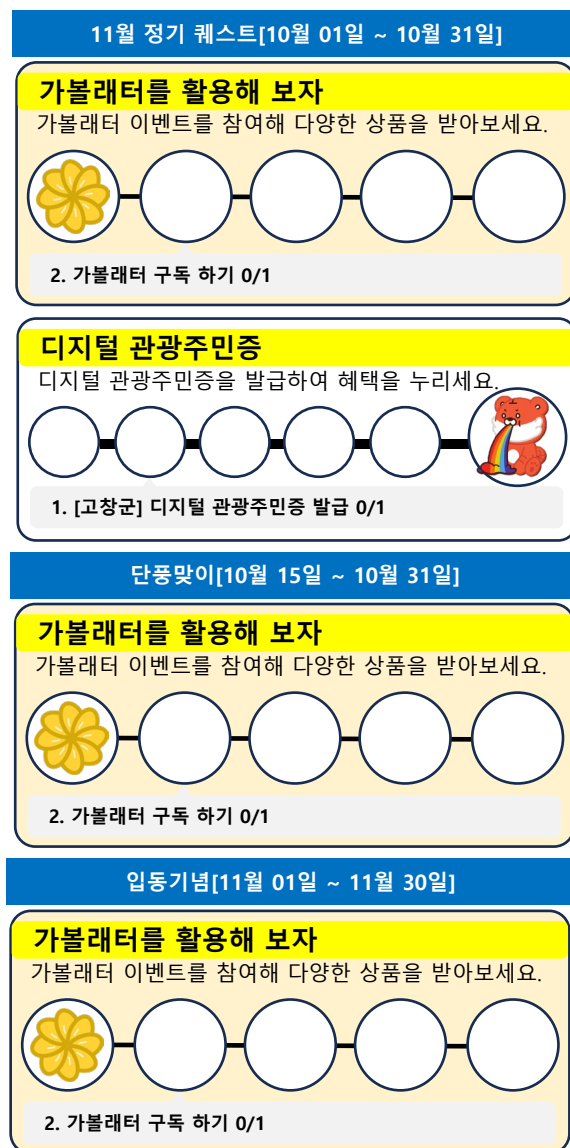 11월 정기 퀘스트[10월 01일 ~ 10월 31일]
가볼래터를 활용해 보자
가볼래터 이벤트를 참여해 다양한 상품을 받아보세요.
2. 가볼래터 구독 하기 0/1
디지털 관광주민증
디지털 관광주민증을 발급하여 혜택을 누리세요.
1. [고창군] 디지털 관광주민증 발급 0/1
단풍맞이[10월 15일 ~ 10월 31일]
가볼래터를 활용해 보자
가볼래터 이벤트를 참여해 다양한 상품을 받아보세요.
2. 가볼래터 구독 하기 0/1
입동기념[11월 01일 ~ 11월 30일]
가볼래터를 활용해 보자
가볼래터 이벤트를 참여해 다양한 상품을 받아보세요.
2. 가볼래터 구독 하기 0/1